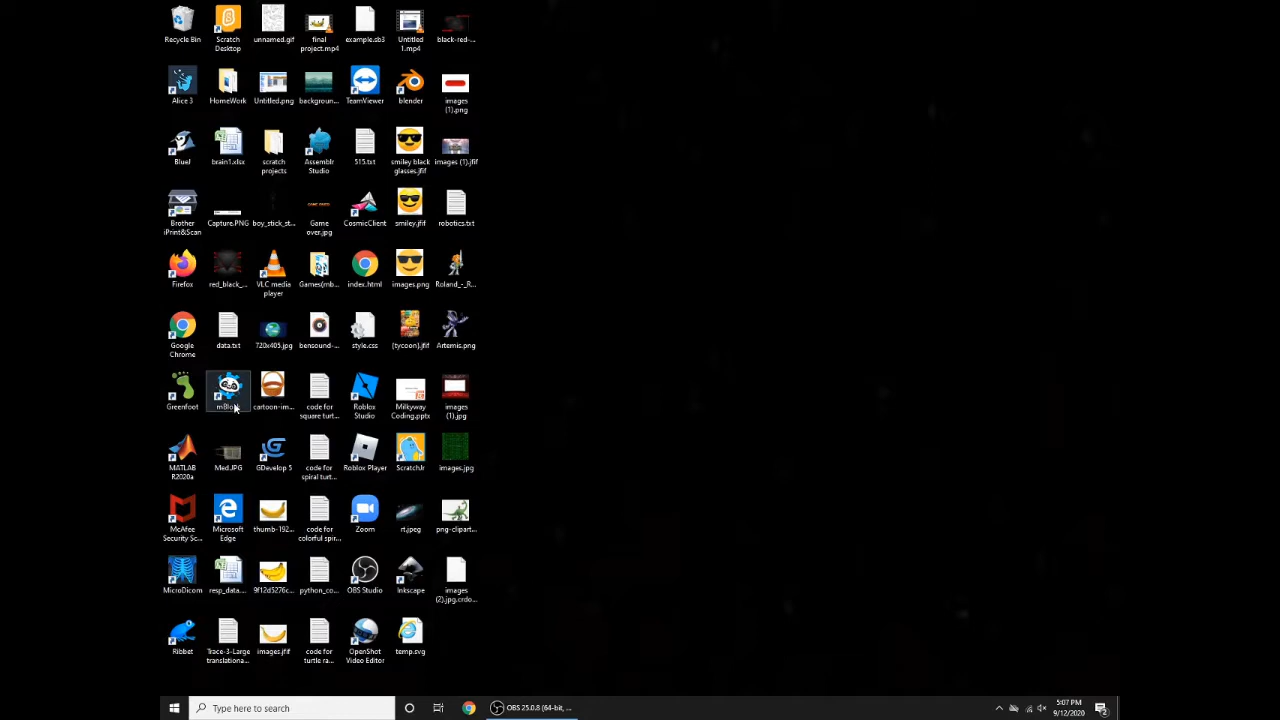 Recycle Bin
Scratch
Desktop
unnamed.gif
final
project.mp4
example.sb3
Untitled
1.mp4
black-red-...
Alice 3
HomeWork
Untitled.png
backgroun...
TeamViewer
blender
images
(1).png
BlueJ
brain1.xlsx
scratch
projects
Assemblr
Studio
515.txt
smiley black
glasses.jfif
images (1).jfif
Brother
iPrint&Scan
Capture.PNG
boy_stick_st...
Game
over.jpg
CosmicClient
smiley.jfif
robotics.txt
Firefox
red_black_...
VLC media
player
Games(mb...
index.html
images.png
Roland_-_R...
Google
Chrome
data.txt
720x405.jpg
bensound-...
style.css
[tycoon].jfif
Artemis.png
Greenfoot
mBlock
cartoon-im...
code for
square turt...
Roblox
Studio
Milkyway
Coding.pptx
images
(1).jpg
MATLAB
R2020a
Med.JPG
GDevelop 5
code for
spiral turt...
Roblox Player
ScratchJr
images.jpg
McAfee
Security Sc...
Microsoft
Edge
thumb-192...
code for
colorful spir...
Zoom
rt.jpeg
png-clipart...
MicroDicom
resp_data....
9f12d5276c...
python_co...
OBS Studio
Inkscape
images
(2).jpg.crdo...
Ribbet
Trace-3-Large
translationa...
images.jfif
code for
turtle ra...
OpenShot
Video Editor
temp.svg
Type here to search
OBS 25.0.8 (64-bit, ...
5:07 PM
9/12/2020
2